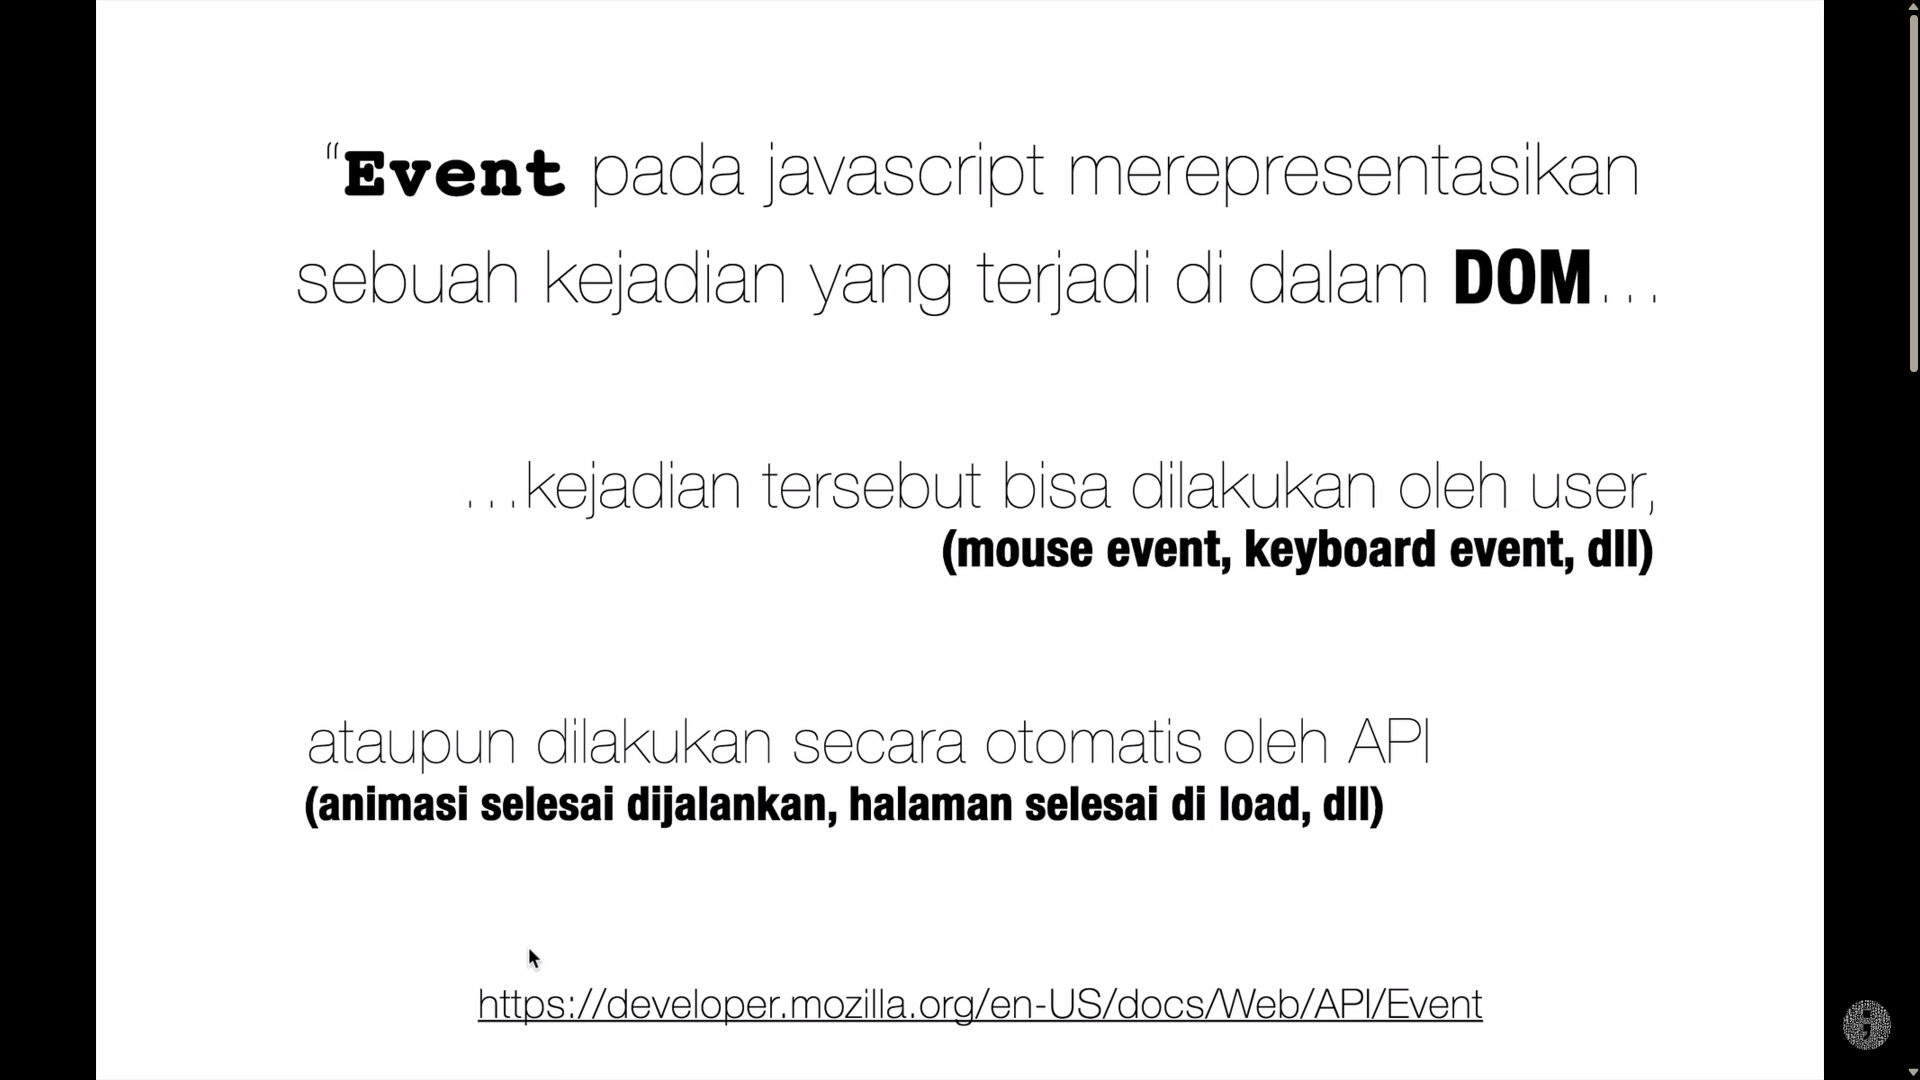 “Event pada javascript merepresentasikan
sebuah kejadian yang terjadi di dalam DOM...
...kejadian tersebut bisa dilakukan oleh user,
(mouse event, keyboard event, dll)
ataupun dilakukan secara otomatis oleh API
(animasi selesai dijalankan, halaman selesai di load, dll)
https://developer.mozilla.org/en-US/docs/Web/API/Event